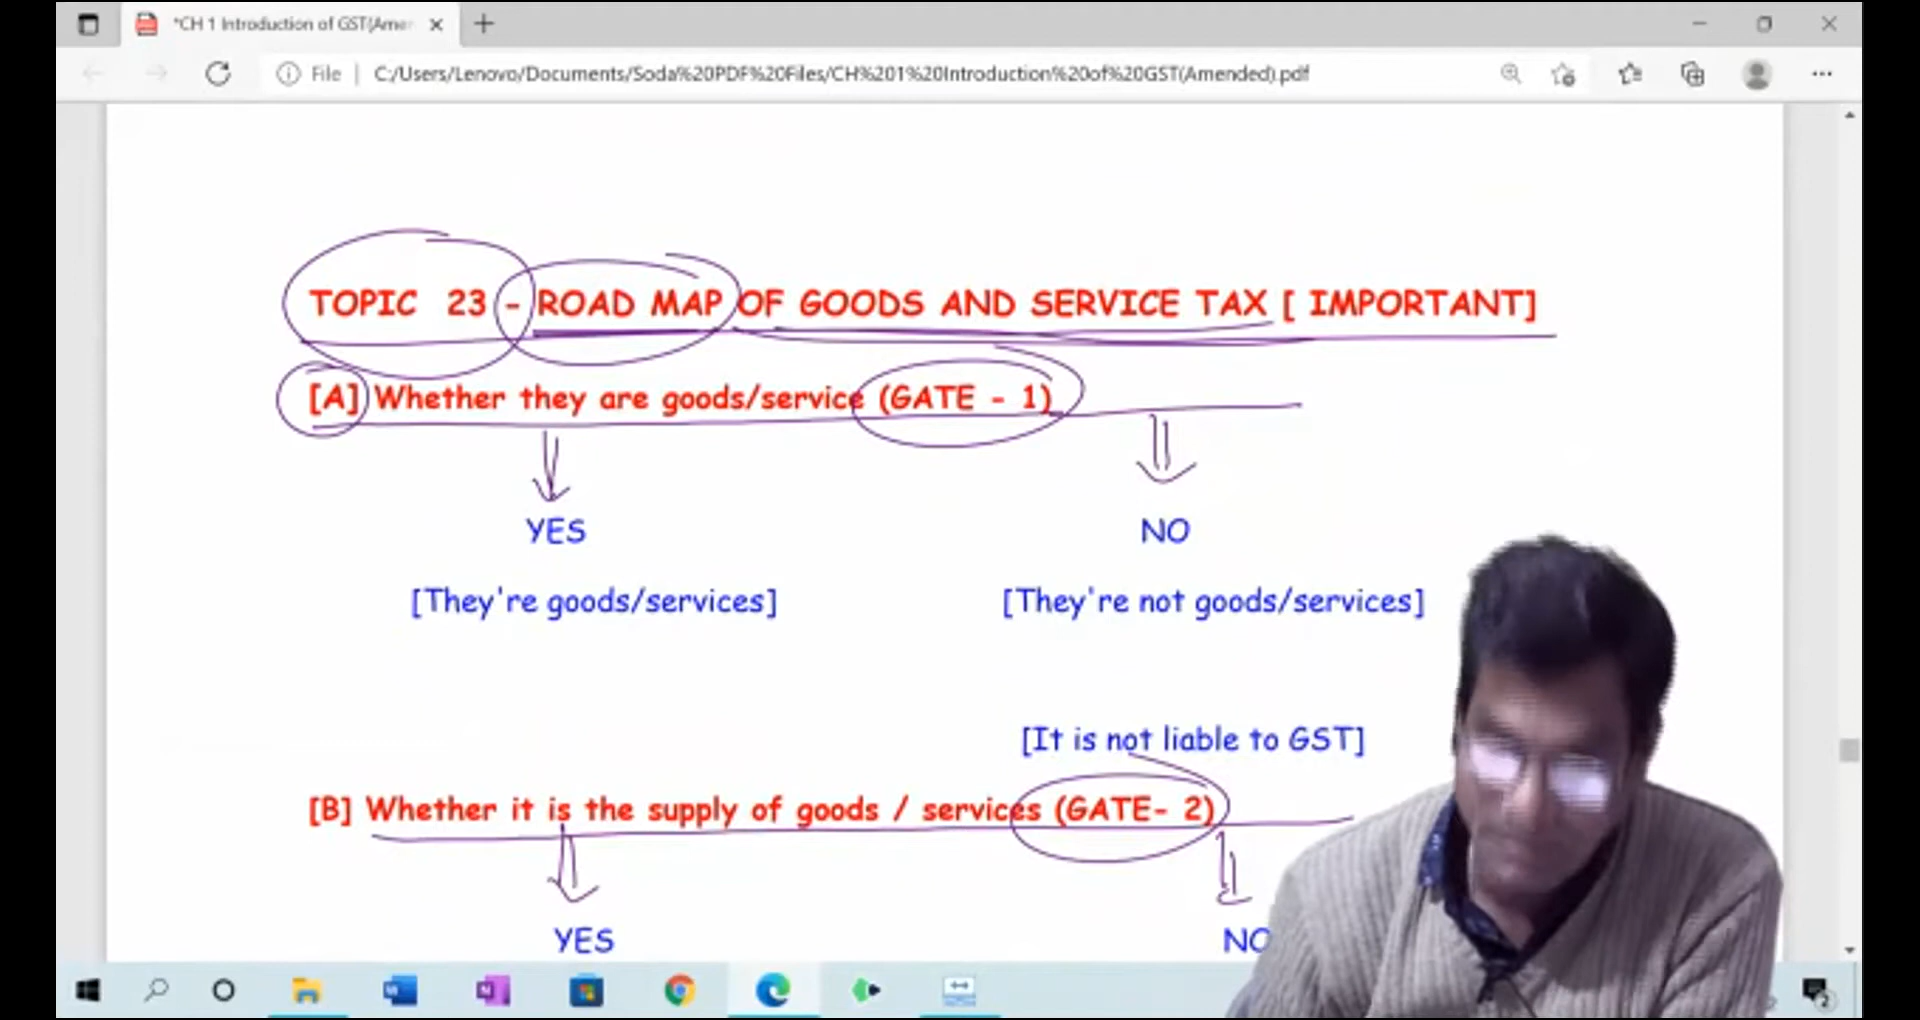 *CH 1 Introduction of GST(Amer
File | C:/Users/Lenovo/Documents/Soda%20PDF%20Files/CH%201%20Introduction%20of%20GST(Amended).pdf
TOPIC 23 - ROAD MAP OF GOODS AND SERVICE TAX [ IMPORTANT]
[A] Whether they are goods/service (GATE - 1)
YES NO
[They're goods/services] [They're not goods/services]
[It is not liable to GST]
[B] Whether it is the supply of goods / services (GATE- 2)
YES NO
2